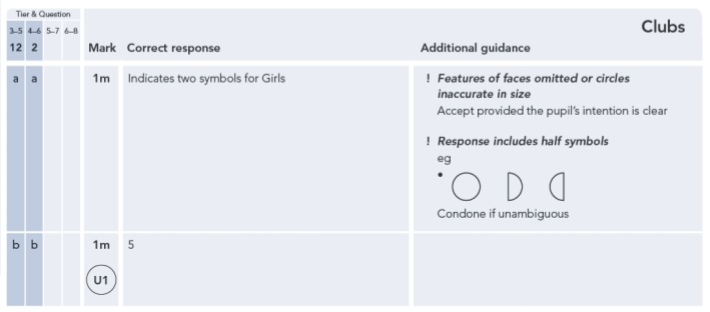 Tier & Question
3–5 4–6 5–7 6–8
Clubs
12 2
Mark Correct response Additional guidance
a a 1m Indicates two symbols for Girls
! Features of faces omitted or circles
inaccurate in size
Accept provided the pupil's intention is clear
! Response includes half symbols
eg
•
Condone if unambiguous
b b 1m 5
U1